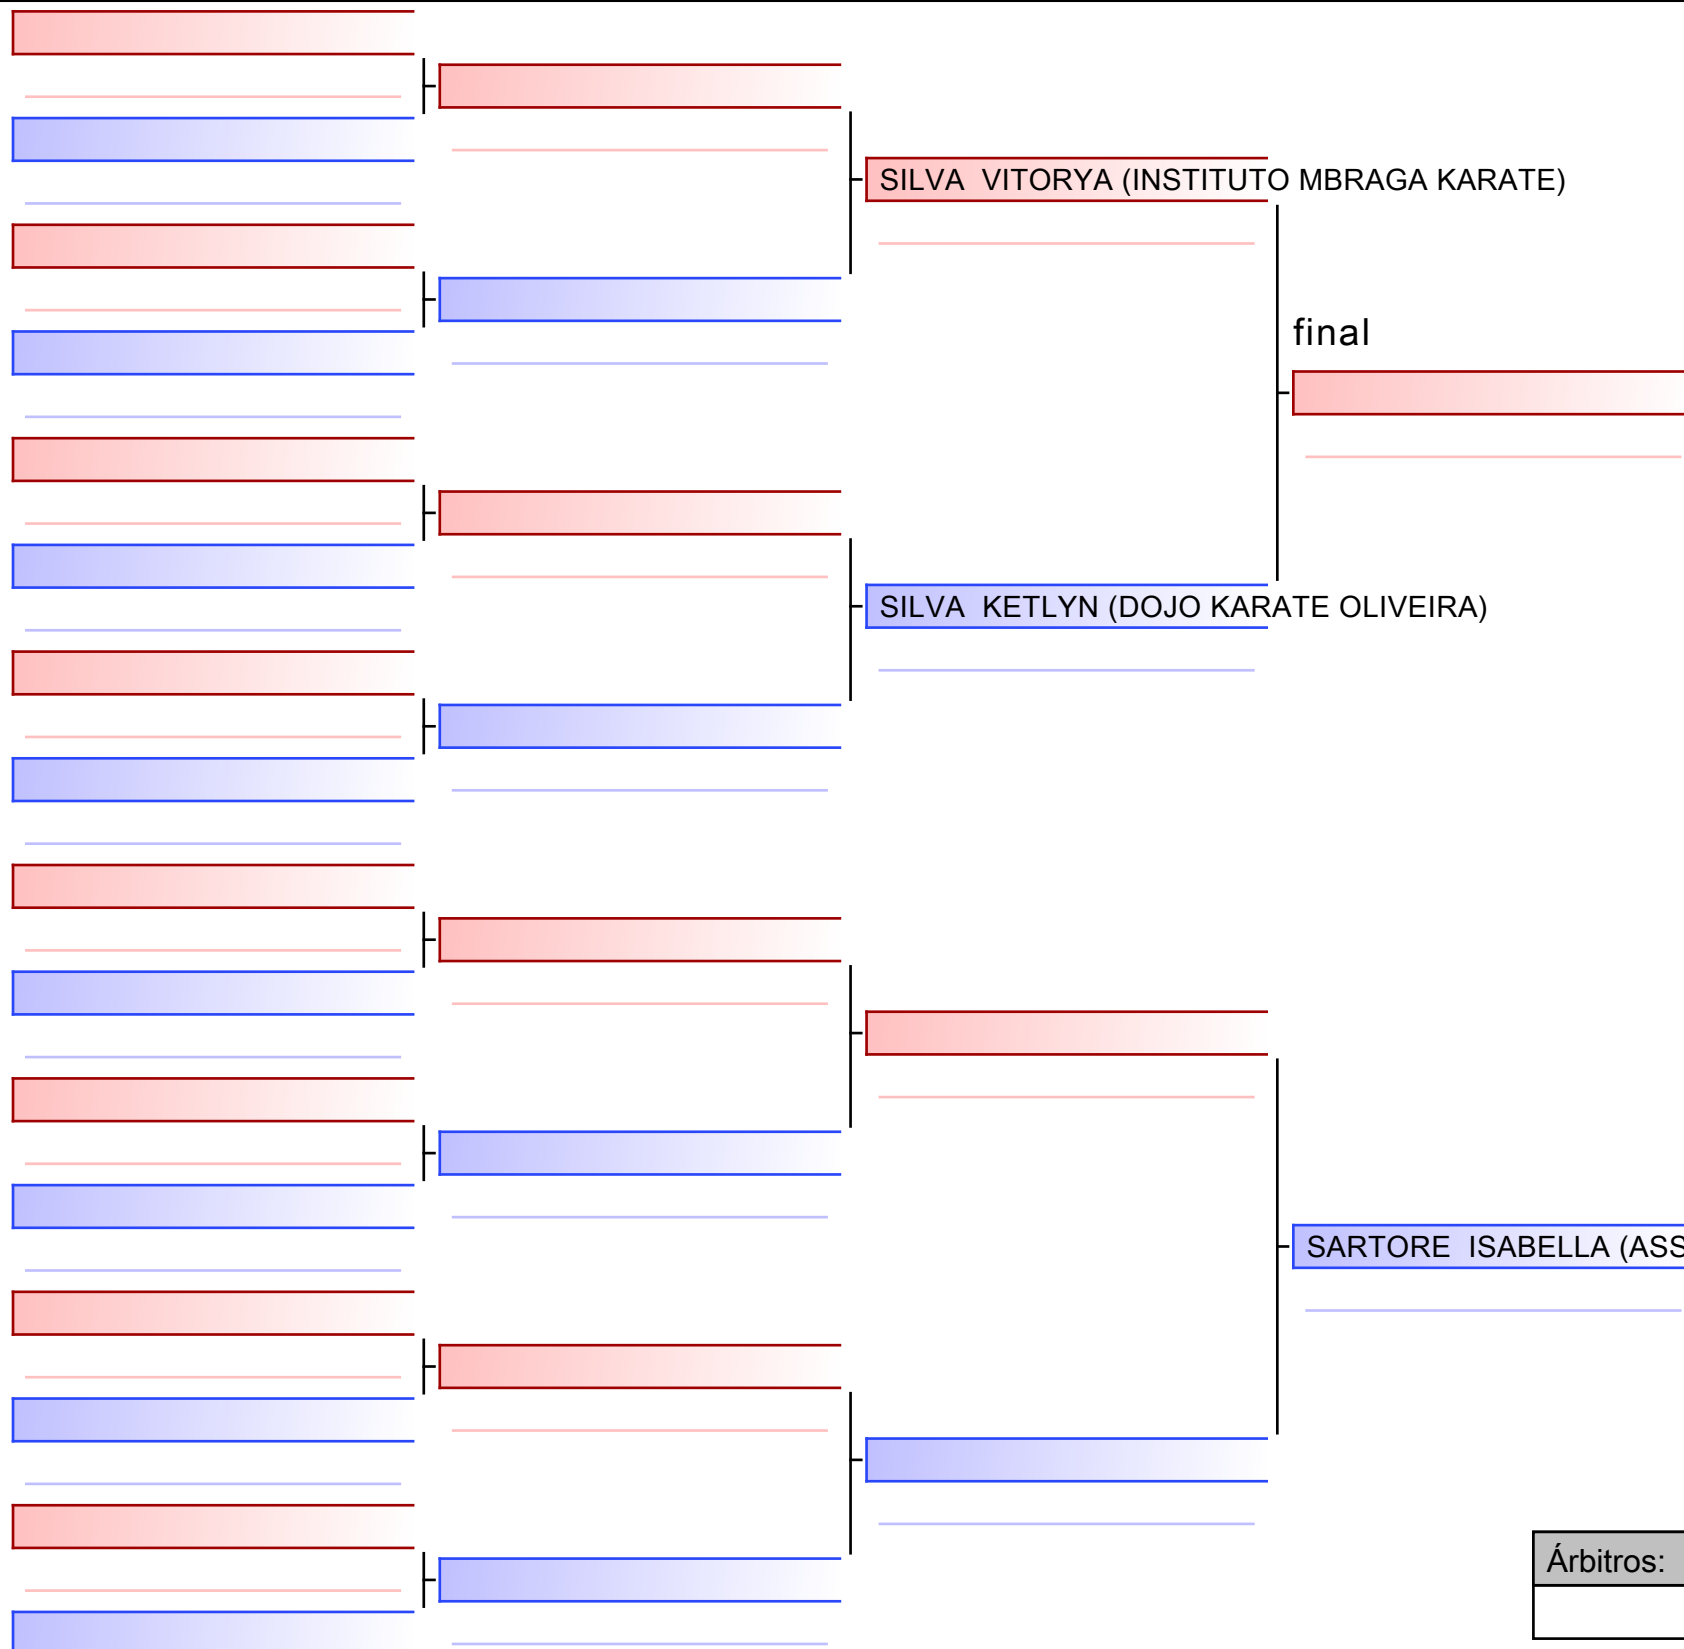 SILVA  VITORYA (INSTITUTO MBRAGA KARATE)
final
SILVA  KETLYN (DOJO KARATE OLIVEIRA)
SARTORE  ISABELLA (ASS
Árbitros: